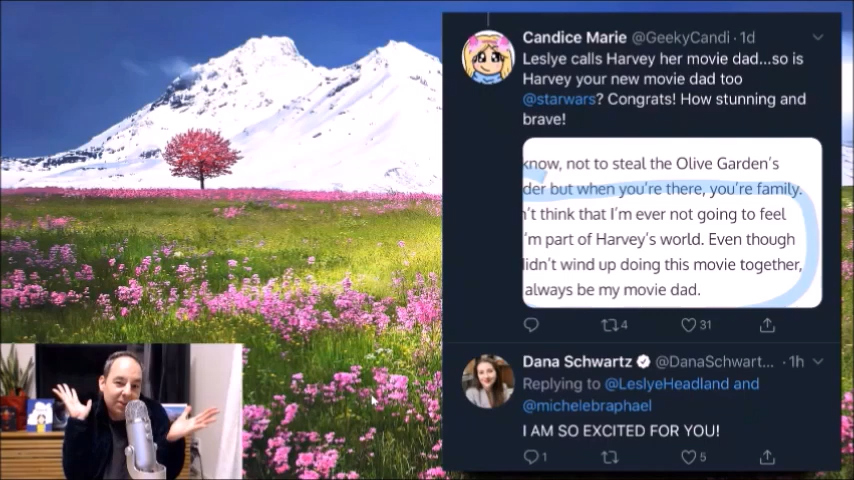 Candice Marie @GeekyCandi · 1d
Leslye calls Harvey her movie dad...so is
Harvey your new movie dad too
@starwars? Congrats! How stunning and
brave!
know, not to steal the Olive Garden's
der but when you're there, you're family.
't think that I'm ever not going to feel
'm part of Harvey's world. Even though
didn't wind up doing this movie together,
always be my movie dad.
4
31
Dana Schwartz @DanaSchwart... · 1h
Replying to @LeslyeHeadland and
@michelebraphael
I AM SO EXCITED FOR YOU!
1
5